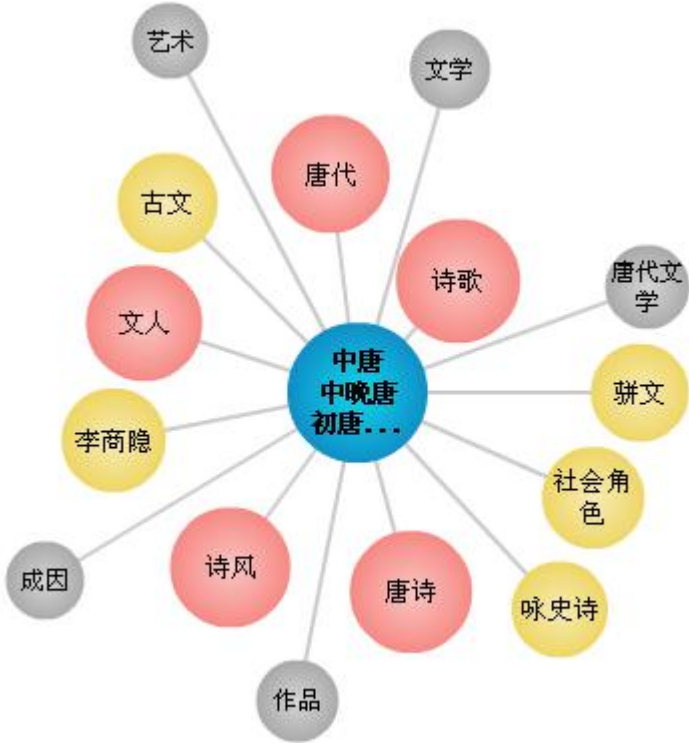 艺术
文学
唐代
古文
诗歌
唐代文
学
文人
中唐
中晚唐
初唐...
骈文
李商隐
社会角
色
诗风
成因
唐诗
咏史诗
作品